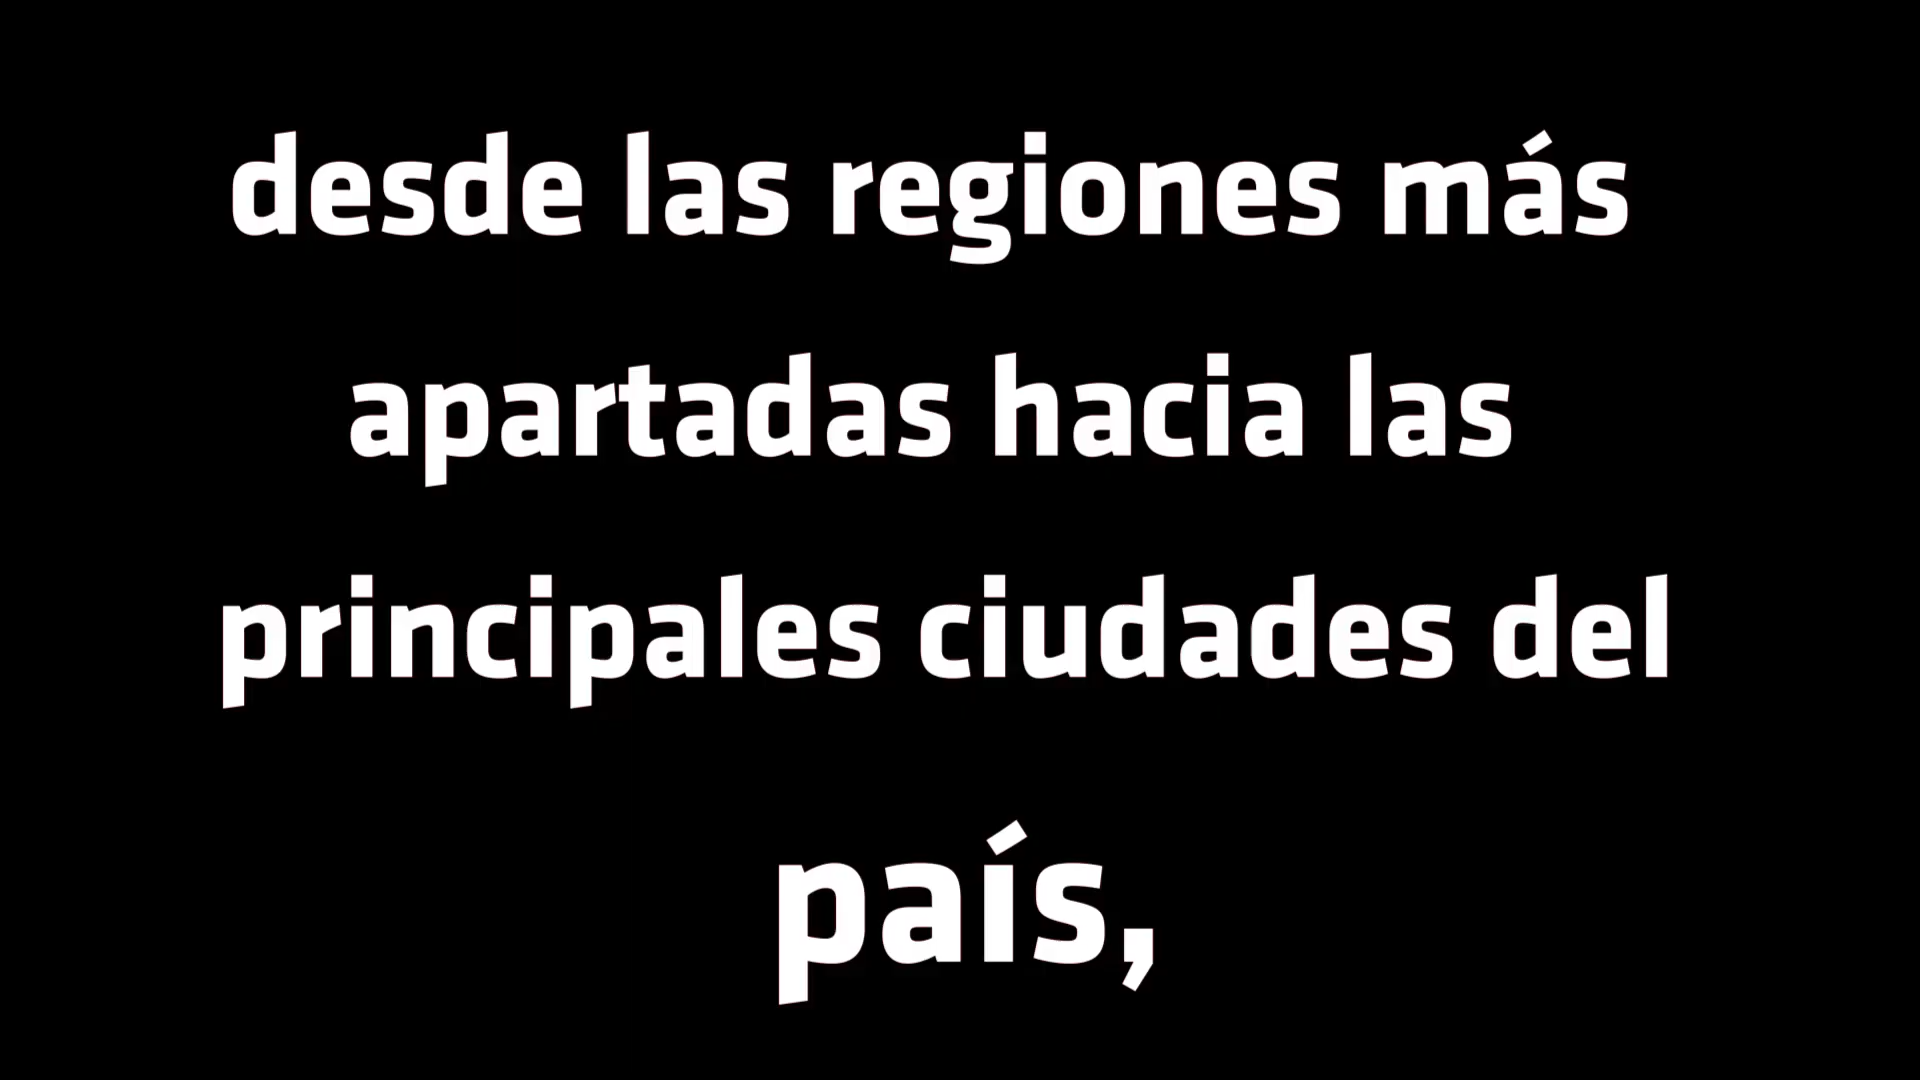 desde las regiones más
apartadas hacia las
principales ciudades del
país,